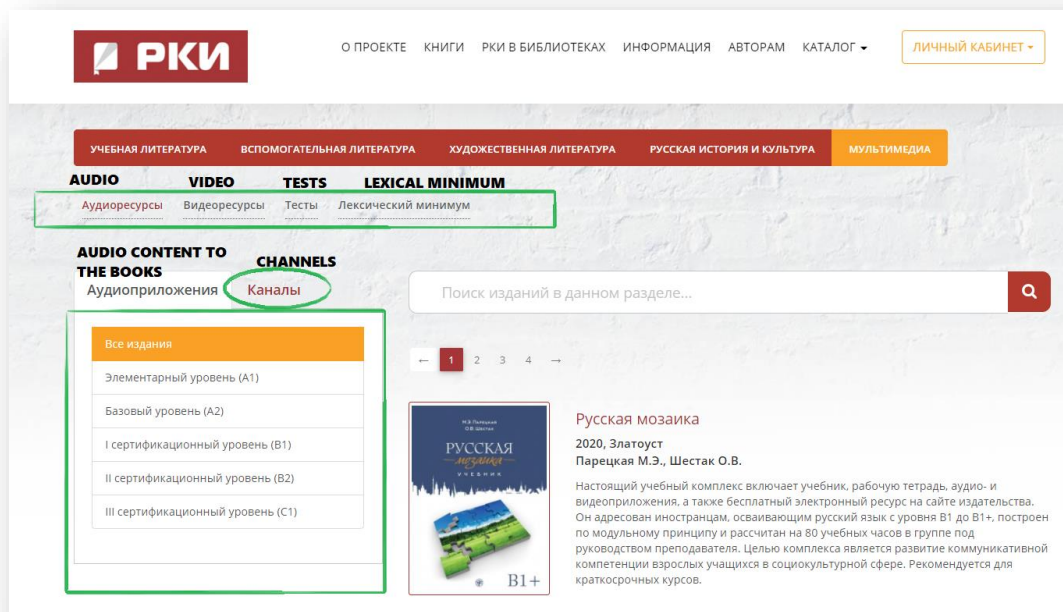 РКИ
О ПРОЕКТЕ КНИГИ РКИ В БИБЛИОТЕКАХ ИНФОРМАЦИЯ АВТОРАМ КАТАЛОГ
ЛИЧНЫЙ КАБИНЕТ
УЧЕБНАЯ ЛИТЕРАТУРА ВСПОМОГАТЕЛЬНАЯ ЛИТЕРАТУРА ХУДОЖЕСТВЕННАЯ ЛИТЕРАТУРА РУССКАЯ ИСТОРИЯ И КУЛЬТУРА МУЛЬТИМЕДИА
AUDIO VIDEO TESTS LEXICAL MINIMUM
Аудиоресурсы Видеоресурсы Тесты Лексический минимум
AUDIO CONTENT TO
THE BOOKS
CHANNELS
Аудиоприложения Каналы
Поиск изданий в данном разделе...
Все издания
Элементарный уровень (A1)
Базовый уровень (A2)
I сертификационный уровень (B1)
II сертификационный уровень (B2)
III сертификационный уровень (C1)
← 1 2 3 4 →
М.Э. Парецкая
О.В. Шестак
РУССКАЯ
мозаика
УЧЕБНИК
B1+
Русская мозаика
2020, Златоуст
Парецкая М.Э., Шестак О.В.
Настоящий учебный комплекс включает учебник, рабочую тетрадь, аудио- и
видеоприложения, а также бесплатный электронный ресурс на сайте издательства.
Он адресован иностранцам, осваивающим русский язык с уровня B1 до B1+, построен
по модульному принципу и рассчитан на 80 учебных часов в группе под
руководством преподавателя. Целью комплекса является развитие коммуникативной
компетенции взрослых учащихся в социокультурной сфере. Рекомендуется для
краткосрочных курсов.